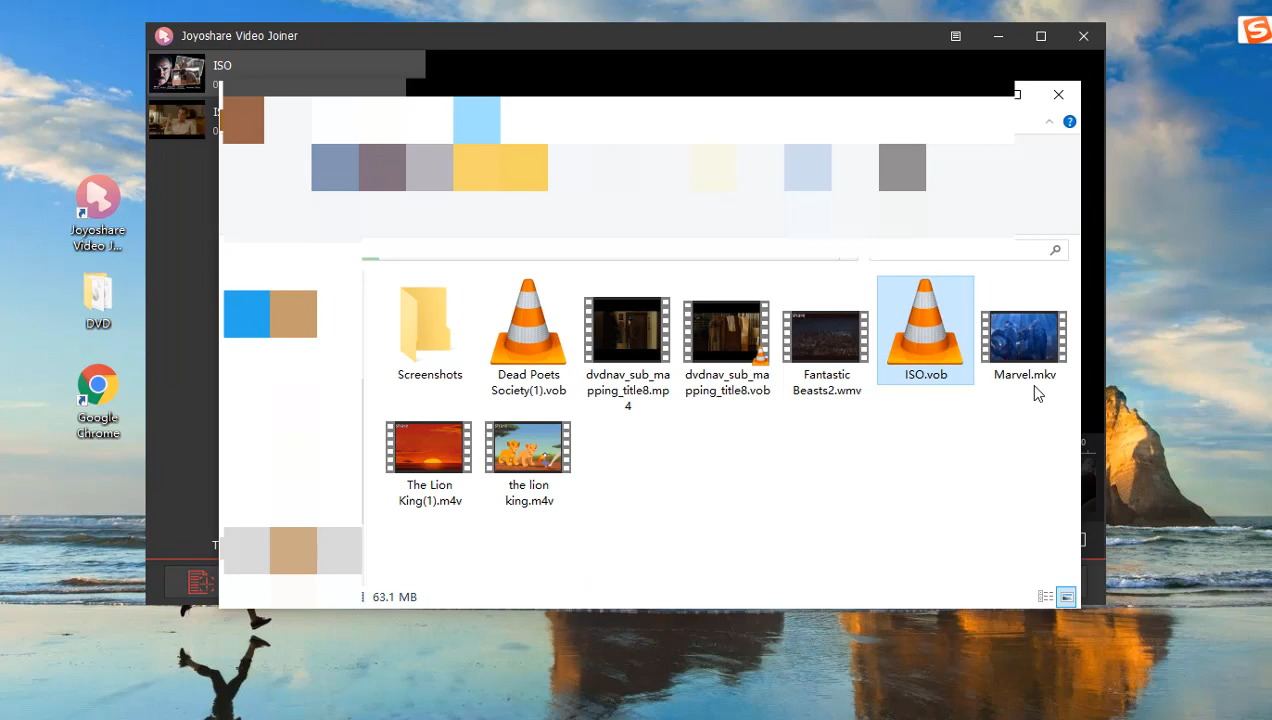 Joyoshare Video Joiner
ISO
Joyoshare
Video J...
DVD
Google
Chrome
Screenshots
Dead Poets
Society(1).vob
dvdnav_sub_ma
pping_title8.mp
4
dvdnav_sub_ma
pping_title8.vob
Fantastic
Beasts2.wmv
ISO.vob
Marvel.mkv
The Lion
King(1).m4v
the lion
king.m4v
63.1 MB